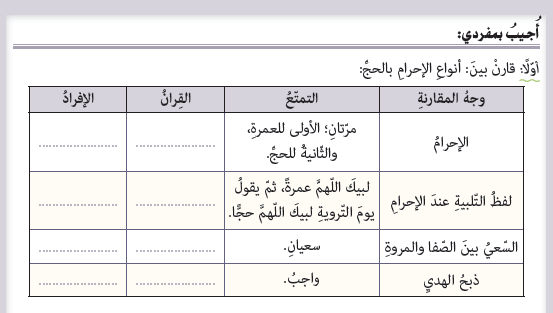 أُجيبُ بمفردي:
أوّلًا: قارنْ بينَ: أنواعِ الإحرامِ بالحجِّ:
وجهُ المقارنةِ التمتّعُ القِرانُ الإفرادُ
الإحرامُ مرّتانِ؛ الأولى للعمرةِ، ........................ ........................
والثّانيةُ للحجِّ.
لفظُ التّلبيةِ عندَ الإحرامِ لبيكَ اللّهمَّ عمرةً، ثمّ يقولُ ........................ ........................
يومَ التّرويةِ لبيكَ اللّهمَّ حجًّا.
السّعيُ بينَ الصّفا والمروةِ سعيانِ. ........................ ........................
ذبحُ الهديِ واجبٌ. ........................ ........................